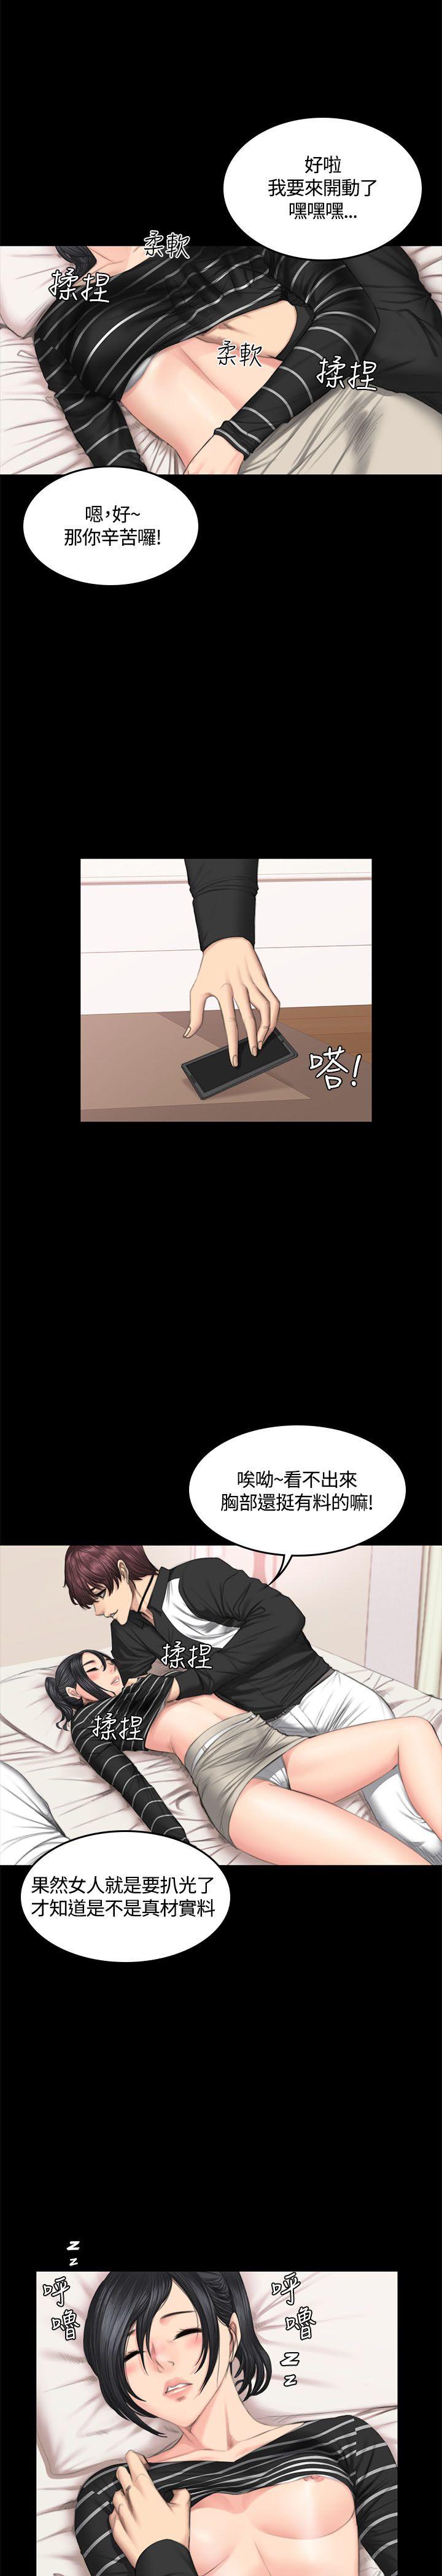 好啦
我要來開動了
嘿嘿嘿...
柔軟
揉捏
柔軟
揉捏
嗯,好~
那你辛苦囉!
嗒!
唉呦~看不出來
胸部還挺有料的嘛!
揉捏
揉捏
果然女人就是要扒光了
才知道是不是真材實料
z
z
呼
嚕
呼
嚕
z
z